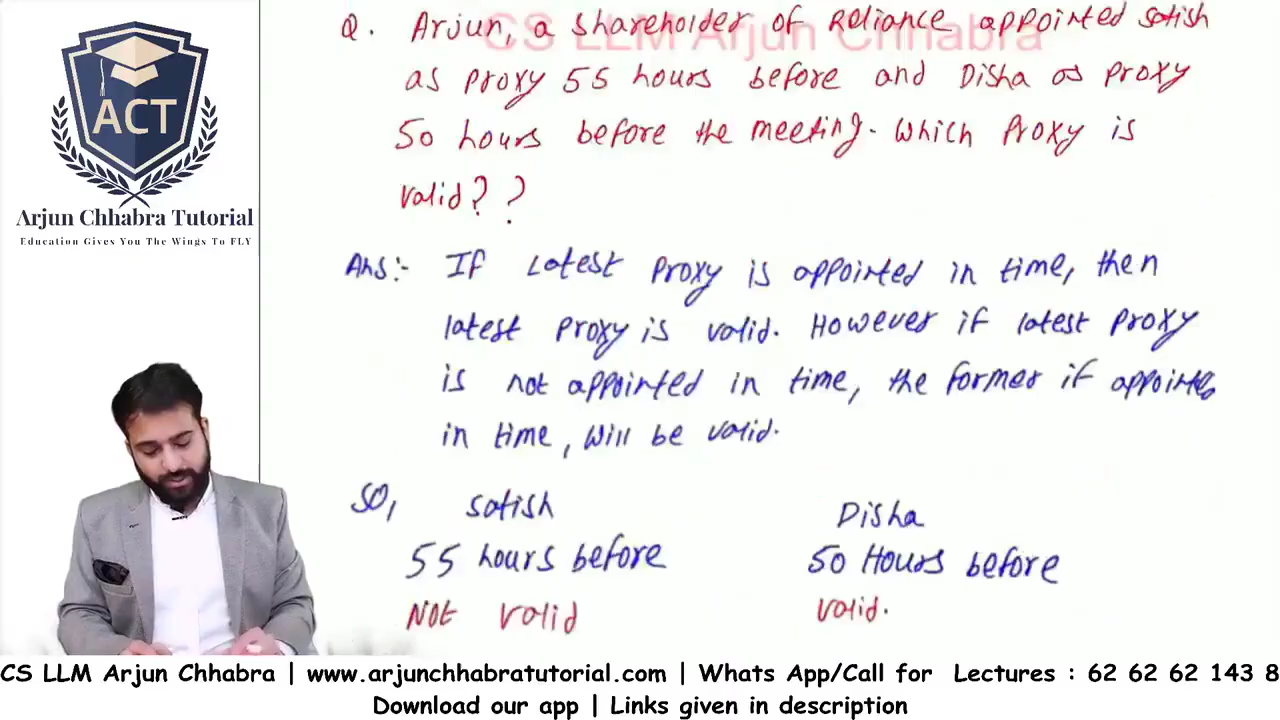 ACT
Arjun Chhabra Tutorial
Education Gives You The Wings To FLY
CS LLM Arjun Chhabra
Q. Arjun, a shareholder of Reliance appointed Satish
as proxy 55 hours before and Disha as proxy
50 hours before the meeting. Which Proxy is
valid? ?
Ans:- If Latest Proxy is appointed in time, then
latest Proxy is valid. However if latest Proxy
is not appointed in time, the former if appointed
in time, will be valid.
So, Satish Disha
55 hours before 50 Hours before
Not valid valid.
CS LLM Arjun Chhabra | www.arjunchhabratutorial.com | Whats App/Call for Lectures : 62 62 62 143 8
Download our app | Links given in description